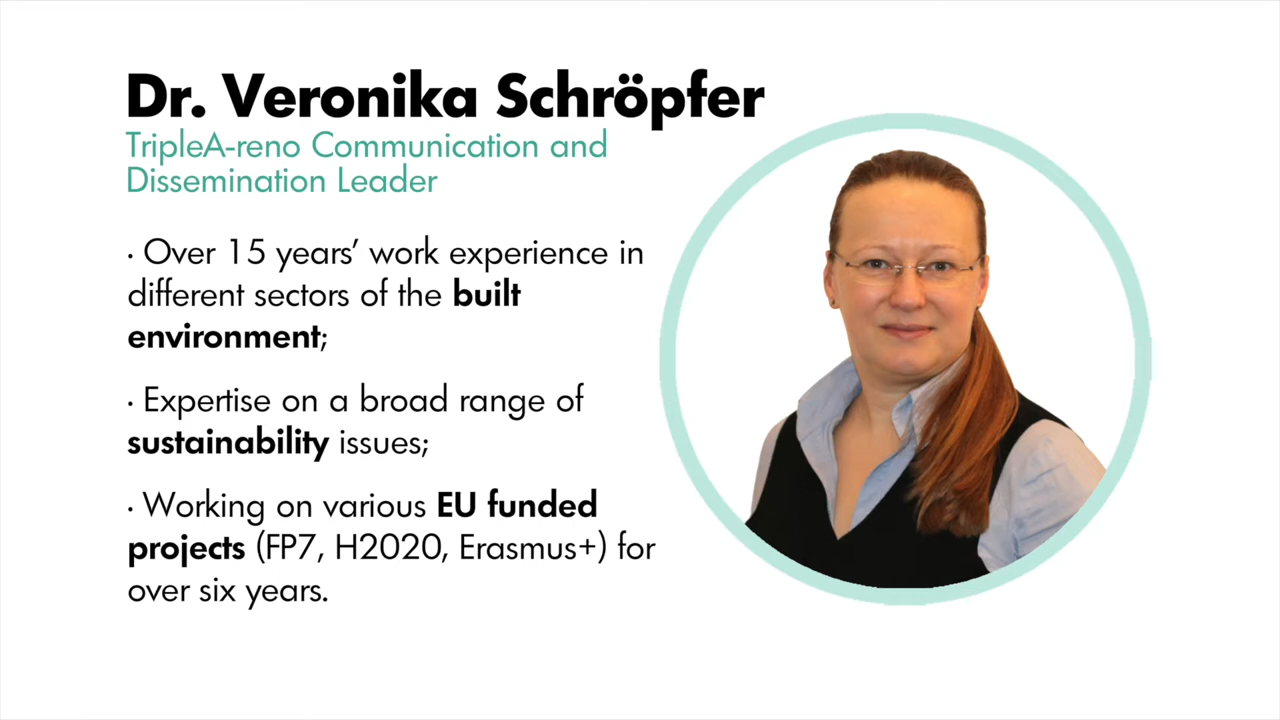 Dr. Veronika Schröpfer
TripleA-reno Communication and
Dissemination Leader
· Over 15 years’ work experience in
different sectors of the built
environment;
· Expertise on a broad range of
sustainability issues;
· Working on various EU funded
projects (FP7, H2020, Erasmus+) for
over six years.